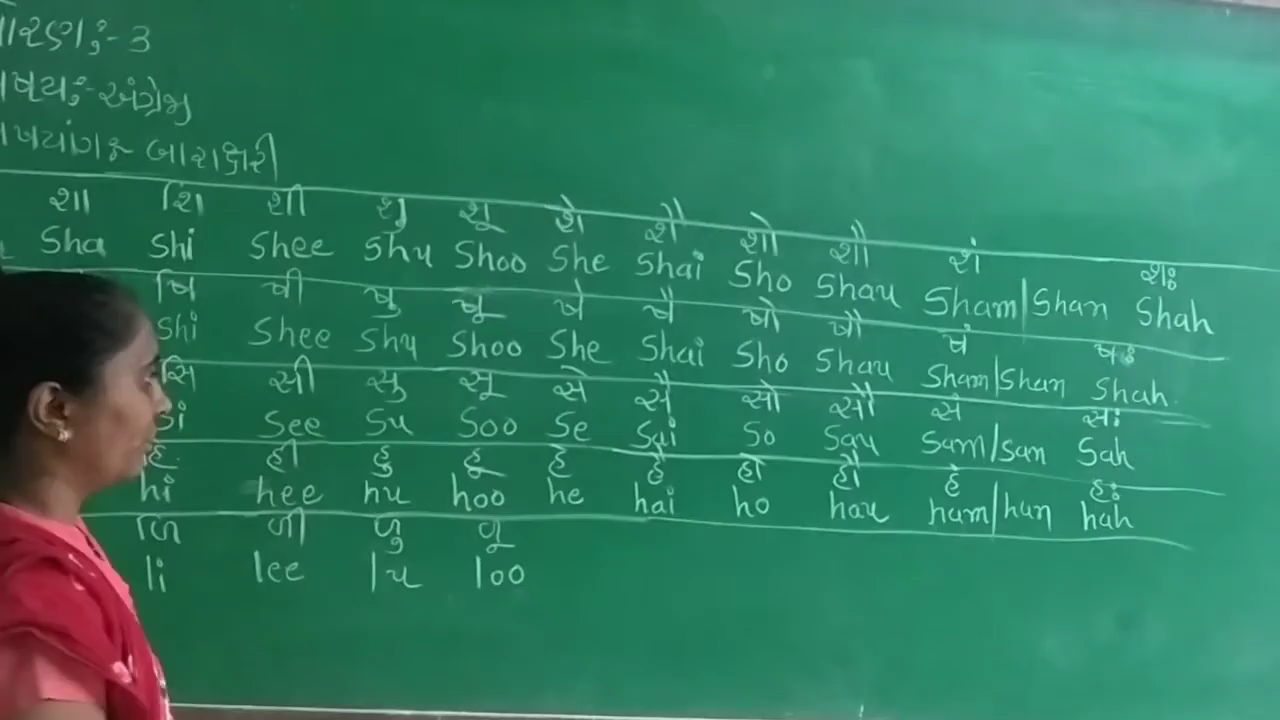 ધોરણઃ- 3
વિષયઃ- અંગ્રેજી
બારાક્ષરી
શા શિ શી શુ શૂ શે શૈ શો શૌ શં શઃ
Sha Shi Shee Shu Shoo She Shai Sho Shau Sham/Shan Shah
ષિ ષી ષુ ષૂ ષે ષૈ ષો ષૌ ષં ષઃ
Shi Shee Shu Shoo She Shai Sho Shau Sham/Shan Shah.
સિ સી સુ સૂ સે સૈ સો સૌ સં સઃ
Si See Su Soo Se Sai So Sau Sam/San Sah
હિ હી હુ હૂ હે હૈ હો હૌ હં હઃ
hi hee hu hoo he hai ho hau ham/han hah
ળિ ળી ળુ ળૂ
li lee lu loo